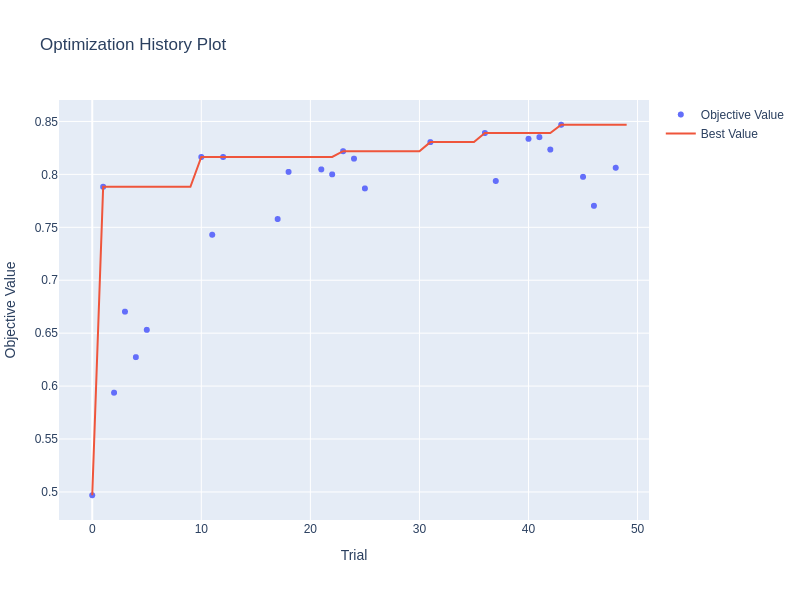 Optimization History Plot
Objective Value
Best Value
0.85
0.8
0.75
0.7
0.65
0.6
0.55
0.5
0 10 20 30 40 50
Trial
Objective Value